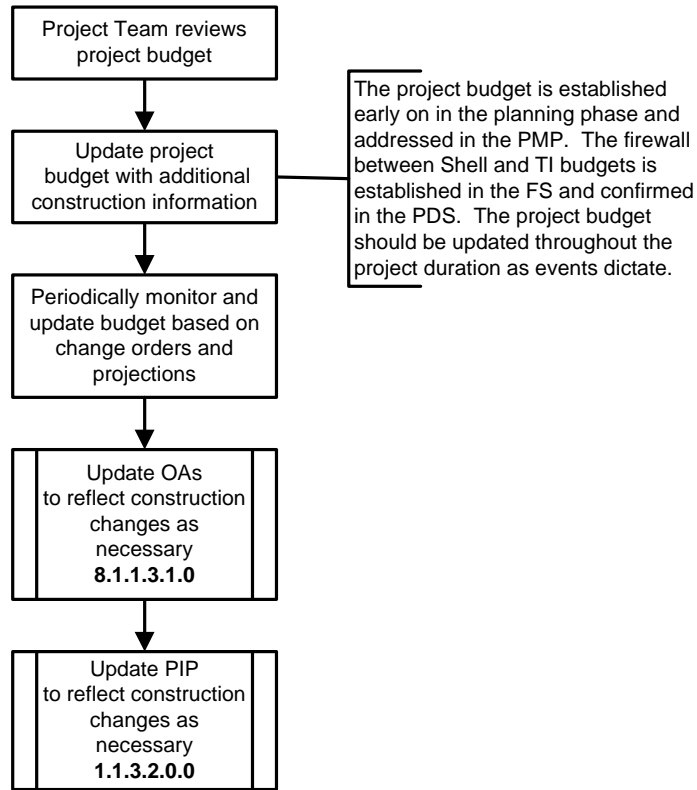 Project Team reviews
project budget
Update project
budget with additional
construction information
The project budget is established
early on in the planning phase and
addressed in the PMP.  The firewall
between Shell and TI budgets is
established in the FS and confirmed
in the PDS.  The project budget
should be updated throughout the
project duration as events dictate.
Periodically monitor and
update budget based on
change orders and
projections
Update OAs
to reflect construction
changes as
necessary
8.1.1.3.1.0
Update PIP
to reflect construction
changes as
necessary
1.1.3.2.0.0